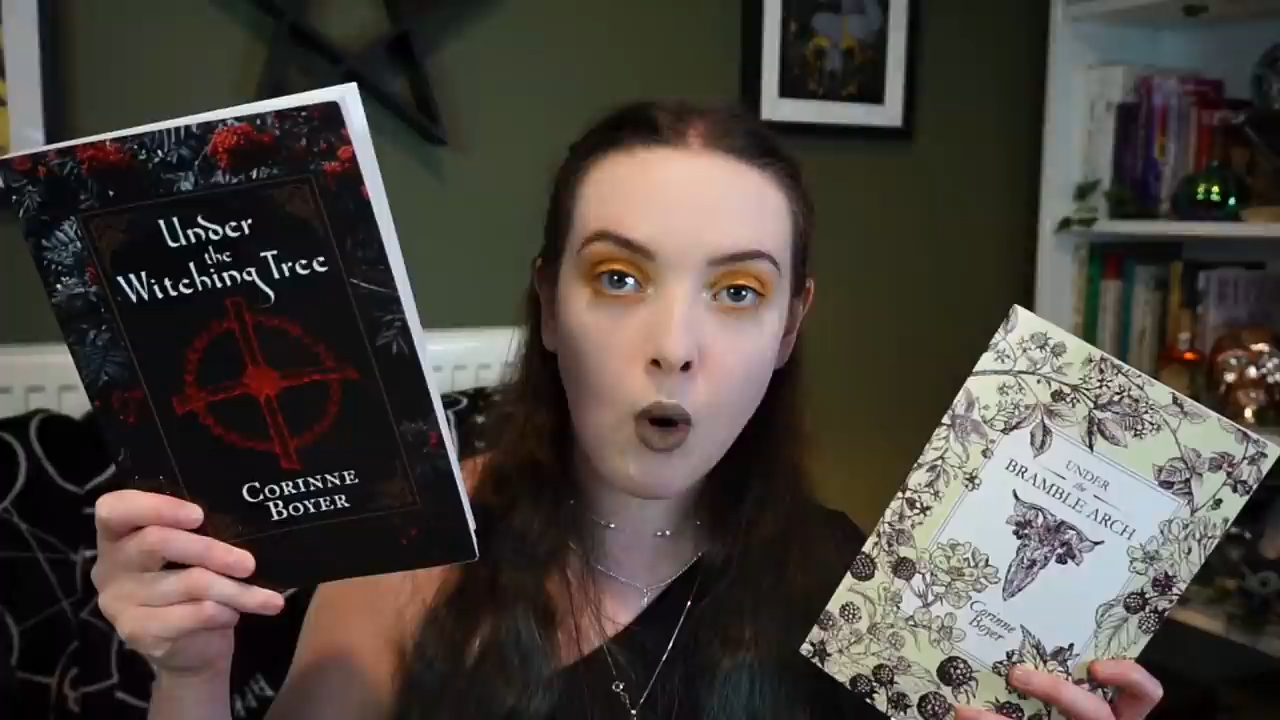 Under
the
Witching Tree
CORINNE
BOYER
UNDER
the
BRAMBLE ARCH
Corinne
Boyer